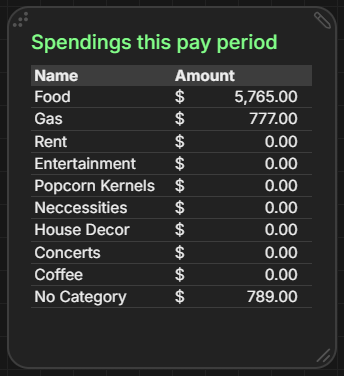 Spendings this pay period
Name Amount
Food $ 5,765.00
Gas $ 777.00
Rent $ 0.00
Entertainment $ 0.00
Popcorn Kernels $ 0.00
Neccessities $ 0.00
House Decor $ 0.00
Concerts $ 0.00
Coffee $ 0.00
No Category $ 789.00